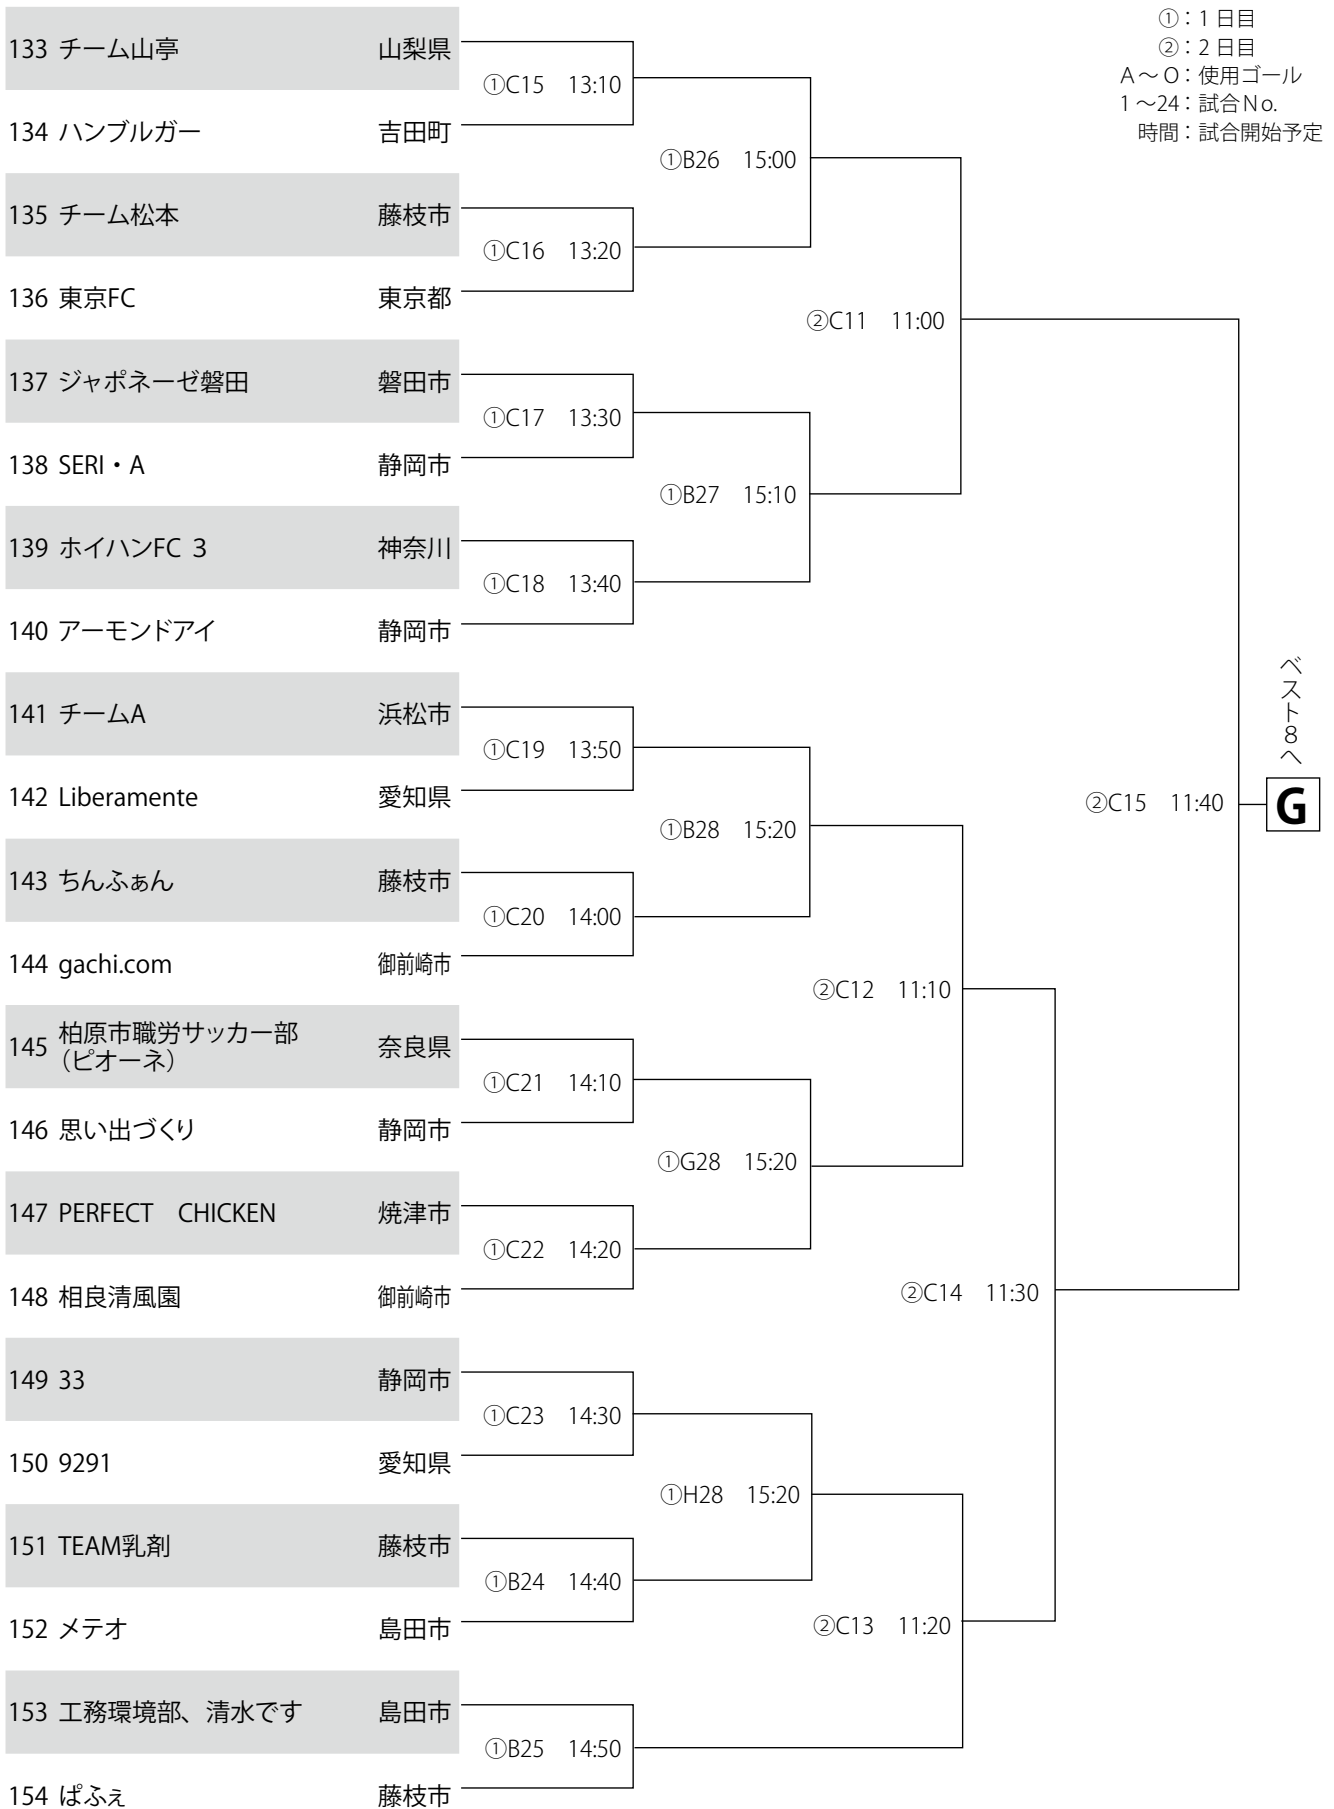 ①：1 日目
②：2 日目
A～O：使用ゴール
1～24：試合No.
時間：試合開始予定
133 チーム山亭 山梨県
①C15 13:10
134 ハンブルガー 吉田町
①B26 15:00
135 チーム松本 藤枝市
①C16 13:20
136 東京FC 東京都
②C11 11:00
137 ジャポネーゼ磐田 磐田市
①C17 13:30
138 SERI・A 静岡市
①B27 15:10
139 ホイハンFC 3 神奈川
①C18 13:40
140 アーモンドアイ 静岡市
141 チームA 浜松市
①C19 13:50
142 Liberamente 愛知県
①B28 15:20
143 ちんふぁん 藤枝市
①C20 14:00
144 gachi.com 御前崎市
②C12 11:10
145 柏原市職労サッカー部
（ピオーネ） 奈良県
①C21 14:10
146 思い出づくり 静岡市
①G28 15:20
147 PERFECT CHICKEN 焼津市
①C22 14:20
148 相良清風園 御前崎市
②C14 11:30
149 33 静岡市
①C23 14:30
150 9291 愛知県
①H28 15:20
151 TEAM乳剤 藤枝市
①B24 14:40
152 メテオ 島田市
②C13 11:20
153 工務環境部、清水です 島田市
①B25 14:50
154 ぱふぇ 藤枝市
②C15 11:40
ベスト8へ
G